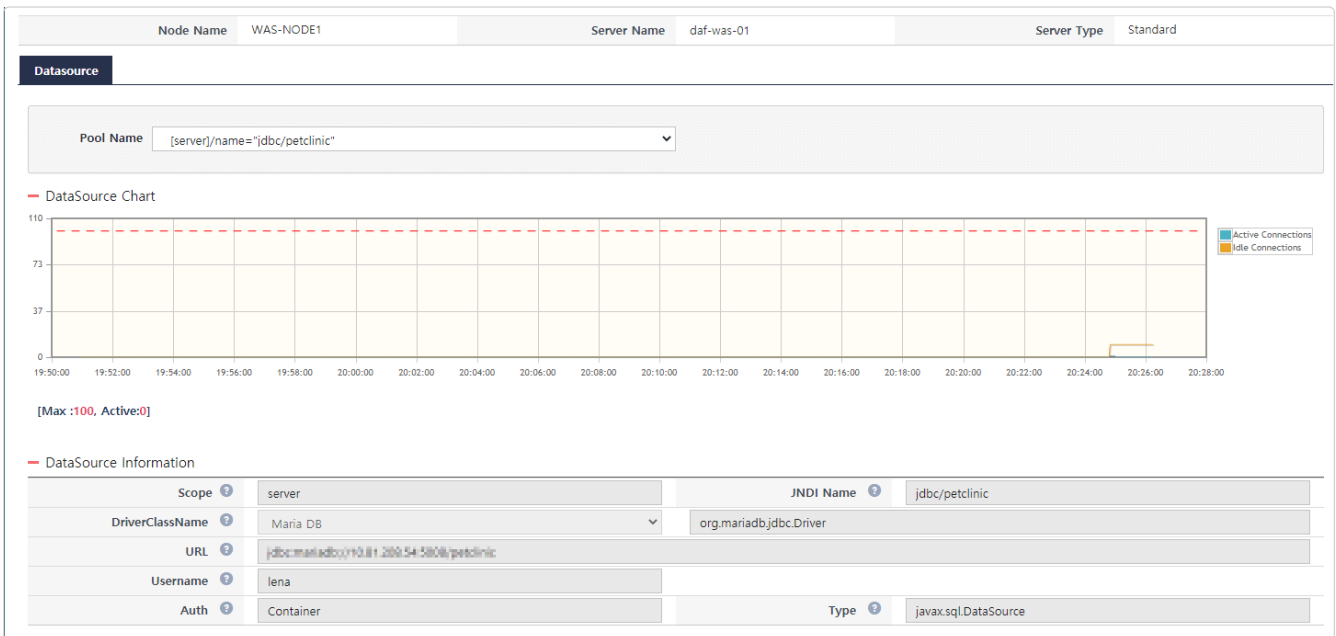 Node Name WAS-NODE1 Server Name daf-was-01 Server Type Standard
Datasource
Pool Name [server]/name="jdbc/petclinic"
DataSource Chart
110
Active Connections
Idle Connections
73
37
0
19:50:00 19:52:00 19:54:00 19:56:00 19:58:00 20:00:00 20:02:00 20:04:00 20:06:00 20:08:00 20:10:00 20:12:00 20:14:00 20:16:00 20:18:00 20:20:00 20:22:00 20:24:00 20:26:00 20:28:00
[Max :100, Active:0]
DataSource Information
Scope ? server JNDI Name ? jdbc/petclinic
DriverClassName ? Maria DB org.mariadb.jdbc.Driver
URL ?
Username ? lena
Auth ? Container Type ? javax.sql.DataSource